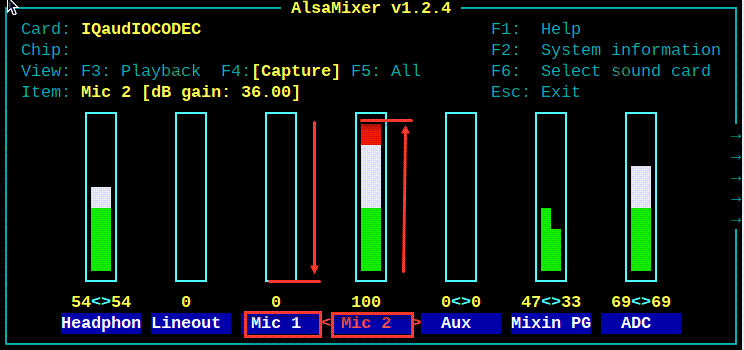 AlsaMixer v1.2.4
Card: IQaudIOCODEC F1: Help
Chip: F2: System information
View: F3: Playback F4:[Capture] F5: All F6: Select sound card
Item: Mic 2 [dB gain: 36.00] Esc: Exit
54<>54 0 0 100 0<>0 47<>33 69<>69
Headphon Lineout Mic 1 < Mic 2 > Aux Mixin PG ADC